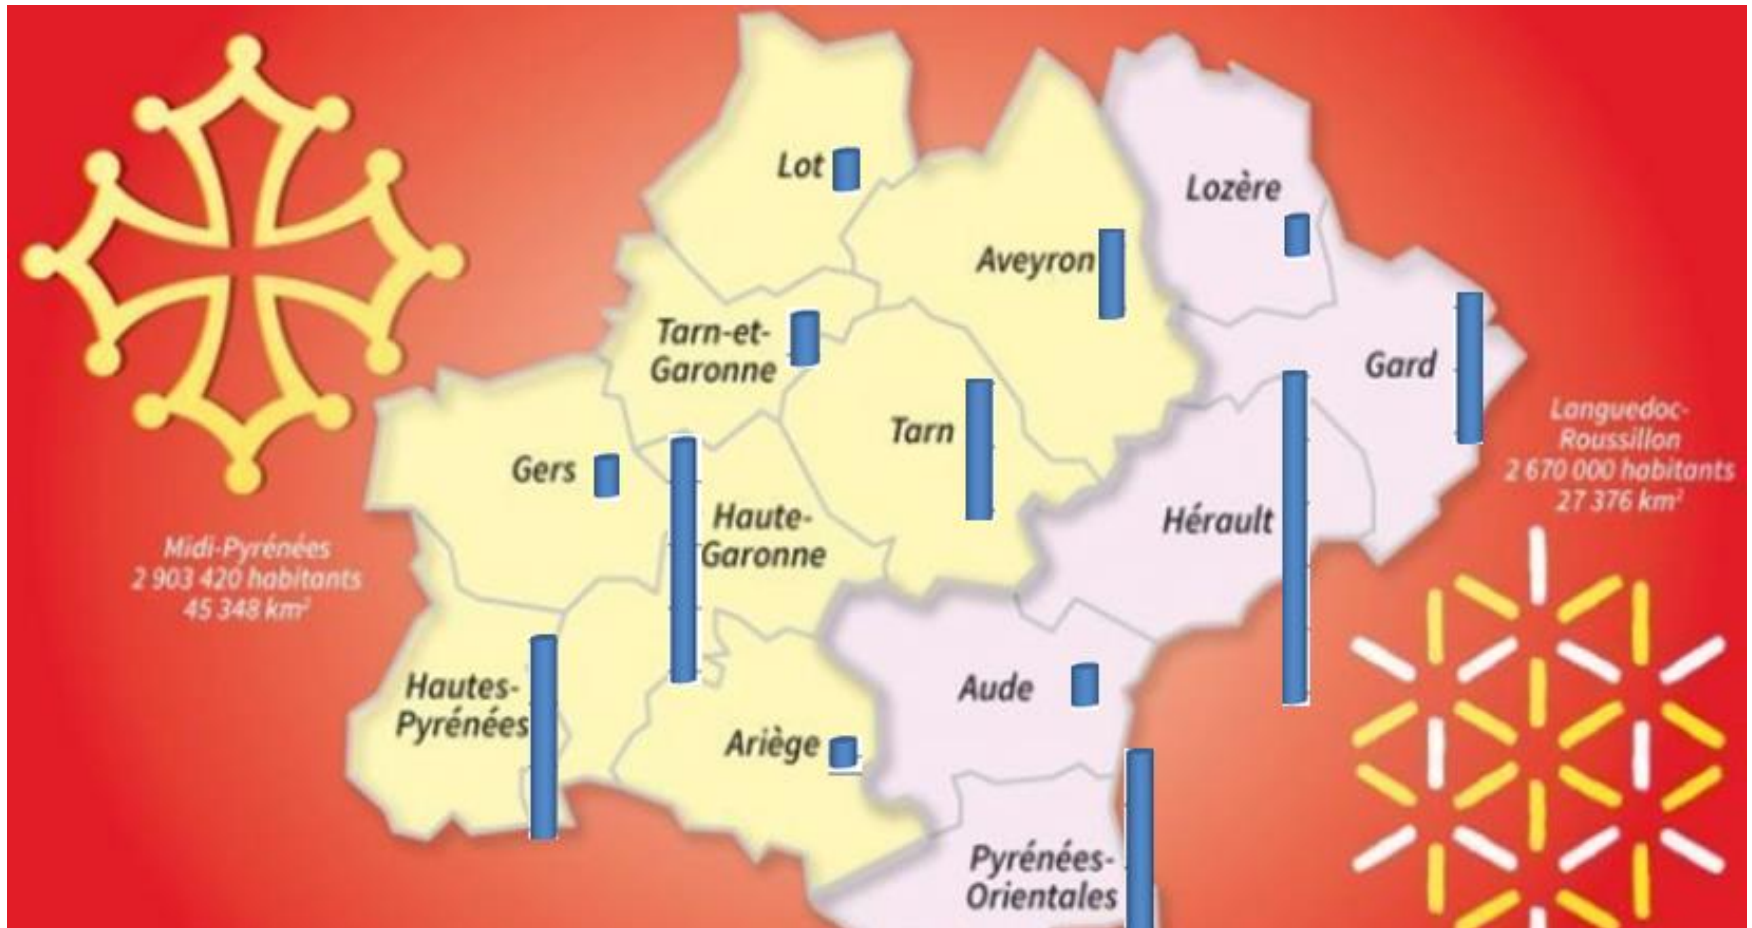 Lot
Lozère
Aveyron
Tarn-et-
Garonne
Gard
Tarn
Gers
Haute-
Garonne
Hérault
Languedoc-
Roussillon
2 670 000 habitants
27 376 km²
Midi-Pyrénées
2 903 420 habitants
45 348 km²
Hautes-
Pyrénées
Ariège
Aude
Pyrénées-
Orientales